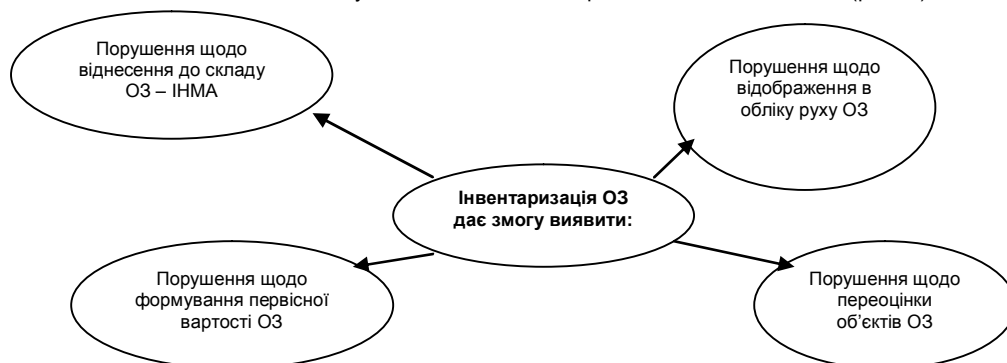 Порушення щодо
віднесення до складу
ОЗ – ІНМА
Порушення щодо
відображення в
обліку руху ОЗ
Інвентаризація ОЗ
дає змогу виявити:
Порушення щодо
формування первісної
вартості ОЗ
Порушення щодо
переоцінки
об’єктів ОЗ